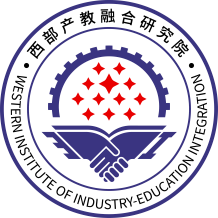 ·西部产教融合研究院·
WESTERN INSTITUTE OF INDUSTRY-EDUCATION INTEGRATION